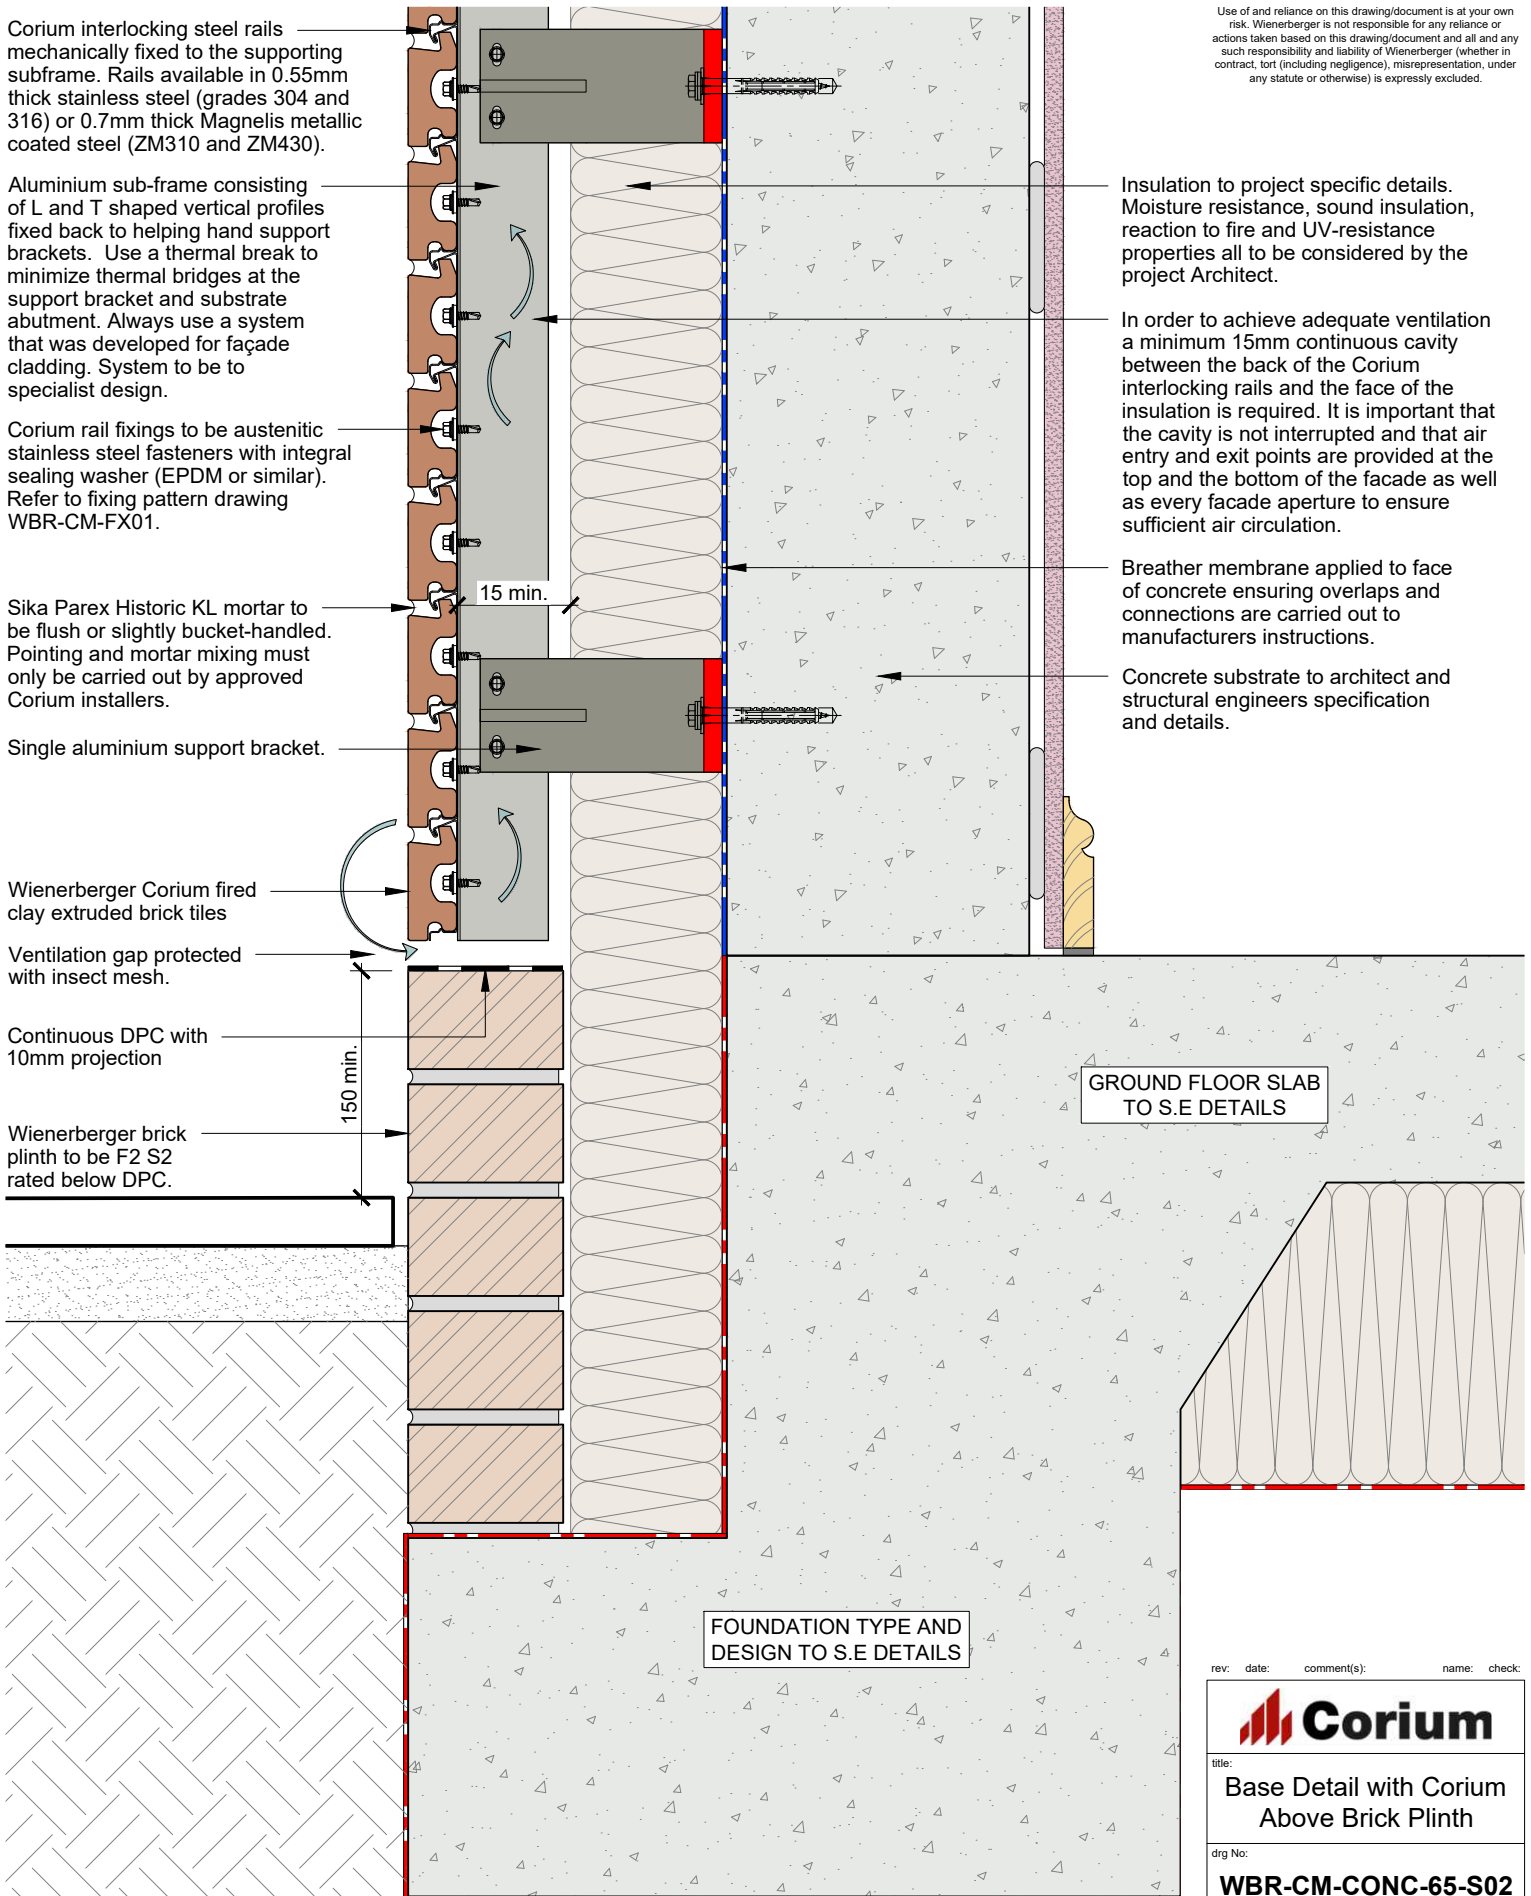 Use of and reliance on this drawing/document is at your own
risk. Wienerberger is not responsible for any reliance or
actions taken based on this drawing/document and all and any
such responsibility and liability of Wienerberger (whether in
contract, tort (including negligence), misrepresentation, under
any statute or otherwise) is expressly excluded.
Corium interlocking steel rails
mechanically fixed to the supporting
subframe. Rails available in 0.55mm
thick stainless steel (grades 304 and
316) or 0.7mm thick Magnelis metallic
coated steel (ZM310 and ZM430).
Aluminium sub-frame consisting
of L and T shaped vertical profiles
fixed back to helping hand support
brackets. Use a thermal break to
minimize thermal bridges at the
support bracket and substrate
abutment. Always use a system
that was developed for façade
cladding. System to be to
specialist design.
Corium rail fixings to be austenitic
stainless steel fasteners with integral
sealing washer (EPDM or similar).
Refer to fixing pattern drawing
WBR-CM-FX01.
Sika Parex Historic KL mortar to
be flush or slightly bucket-handled.
Pointing and mortar mixing must
only be carried out by approved
Corium installers.
Single aluminium support bracket.
Wienerberger Corium fired
clay extruded brick tiles
Ventilation gap protected
with insect mesh.
Continuous DPC with
10mm projection
Wienerberger brick
plinth to be F2 S2
rated below DPC.
15 min.
150 min.
Insulation to project specific details.
Moisture resistance, sound insulation,
reaction to fire and UV-resistance
properties all to be considered by the
project Architect.
In order to achieve adequate ventilation
a minimum 15mm continuous cavity
between the back of the Corium
interlocking rails and the face of the
insulation is required. It is important that
the cavity is not interrupted and that air
entry and exit points are provided at the
top and the bottom of the facade as well
as every facade aperture to ensure
sufficient air circulation.
Breather membrane applied to face
of concrete ensuring overlaps and
connections are carried out to
manufacturers instructions.
Concrete substrate to architect and
structural engineers specification
and details.
GROUND FLOOR SLAB
TO S.E DETAILS
FOUNDATION TYPE AND
DESIGN TO S.E DETAILS
rev: date: comment(s): name: check:
Corium
title:
Base Detail with Corium
Above Brick Plinth
drg No:
WBR-CM-CONC-65-S02